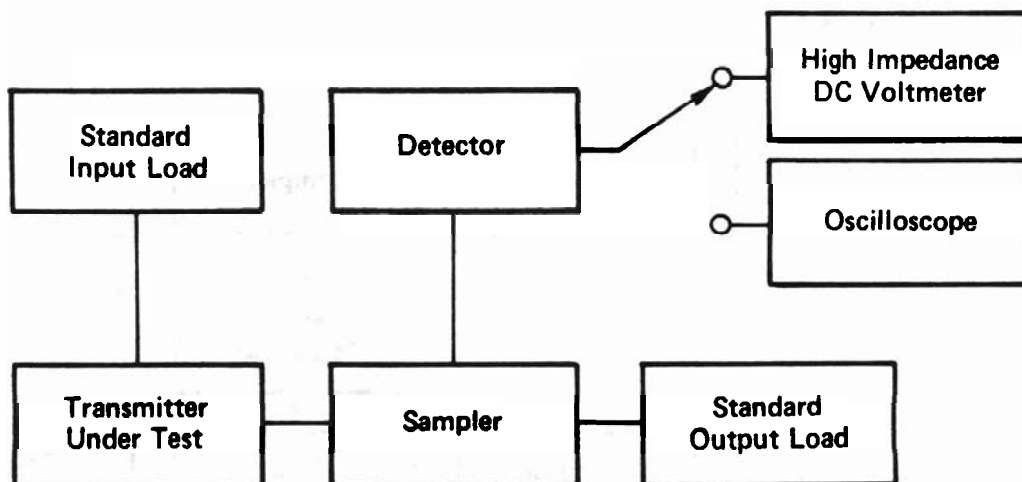 High Impedance
DC Voltmeter
Standard
Input Load
Detector
Oscilloscope
Transmitter
Under Test
Sampler
Standard
Output Load